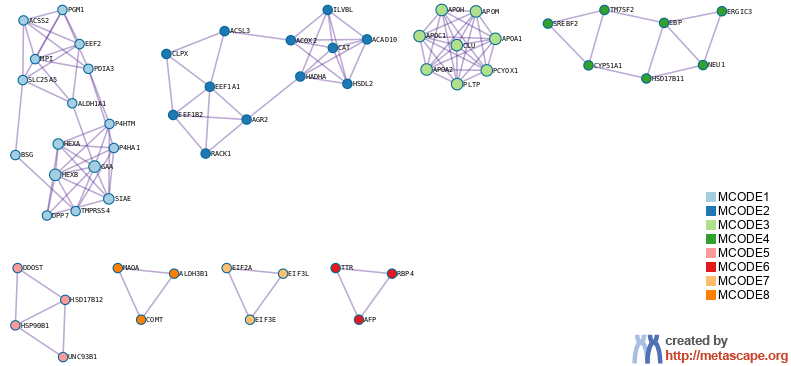 PGM1
ACSS2
EEF2
MPI
PDIA3
SLC25A5
ALDH1A1
P4HTM
HEXA
P4HA1
BSG
GAA
HEXB
SIAE
TMPRSS4
DPP7
ILVBL
ACSL3
ACOX2
ACAD10
CAT
CLPX
HADHA
HSDL2
EEF1A1
EEF1B2
AGR2
RACK1
APOH
APOM
APOC1
CLU
APOA1
APOA2
PCYOX1
PLTP
SREBF2
TM7SF2
EBP
ERGIC3
CYP51A1
NEU1
HSD17B11
MCODE1
MCODE2
MCODE3
MCODE4
MCODE5
MCODE6
MCODE7
MCODE8
DDOST
HSD17B12
HSP90B1
UNC93B1
MAOA
ALDH3B1
COMT
EIF2A
EIF3L
EIF3E
TTR
RBP4
AFP
created by
http://metascape.org